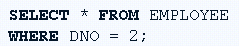 SELECT * FROM EMPLOYEE
WHERE DNO = 2;